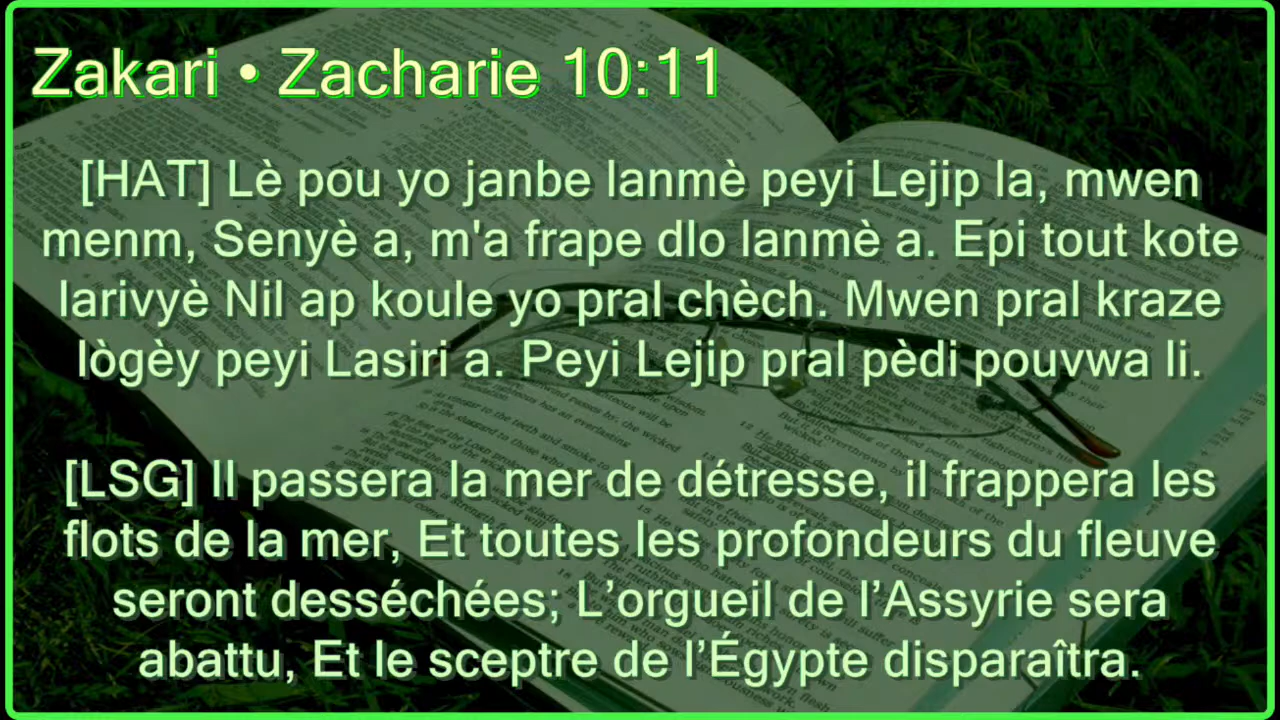 Zakari • Zacharie 10:11
[HAT] Lè pou yo janbe lanmè peyi Lejip la, mwen
menm, Senyè a, m'a frape dlo lanmè a. Epi tout kote
larivyè Nil ap koule yo pral chèch. Mwen pral kraze
lògèy peyi Lasiri a. Peyi Lejip pral pèdi pouvwa li.
[LSG] Il passera la mer de détresse, il frappera les
flots de la mer, Et toutes les profondeurs du fleuve
seront desséchées; L’orgueil de l’Assyrie sera
abattu, Et le sceptre de l’Égypte disparaîtra.